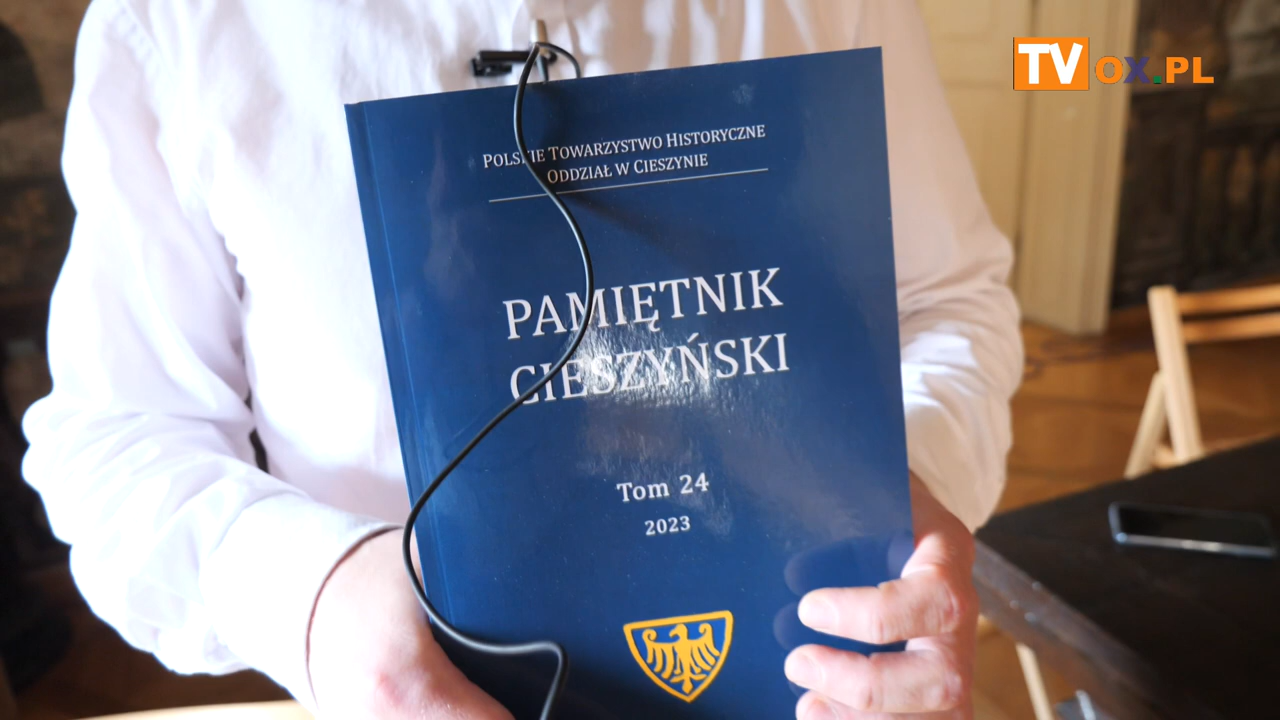 TVOX.PL
POLSKIE TOWARZYSTWO HISTORYCZNE
ODDZIAŁ W CIESZYNIE
PAMIĘTNIK
CIESZYŃSKI
Tom 24
2023